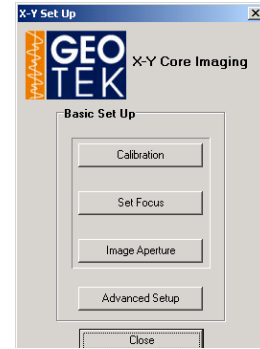 X-Y Set Up
GEO
TEK
X-Y Core Imaging
Basic Set Up
Calibration
Set Focus
Image Aperture
Advanced Setup
Close